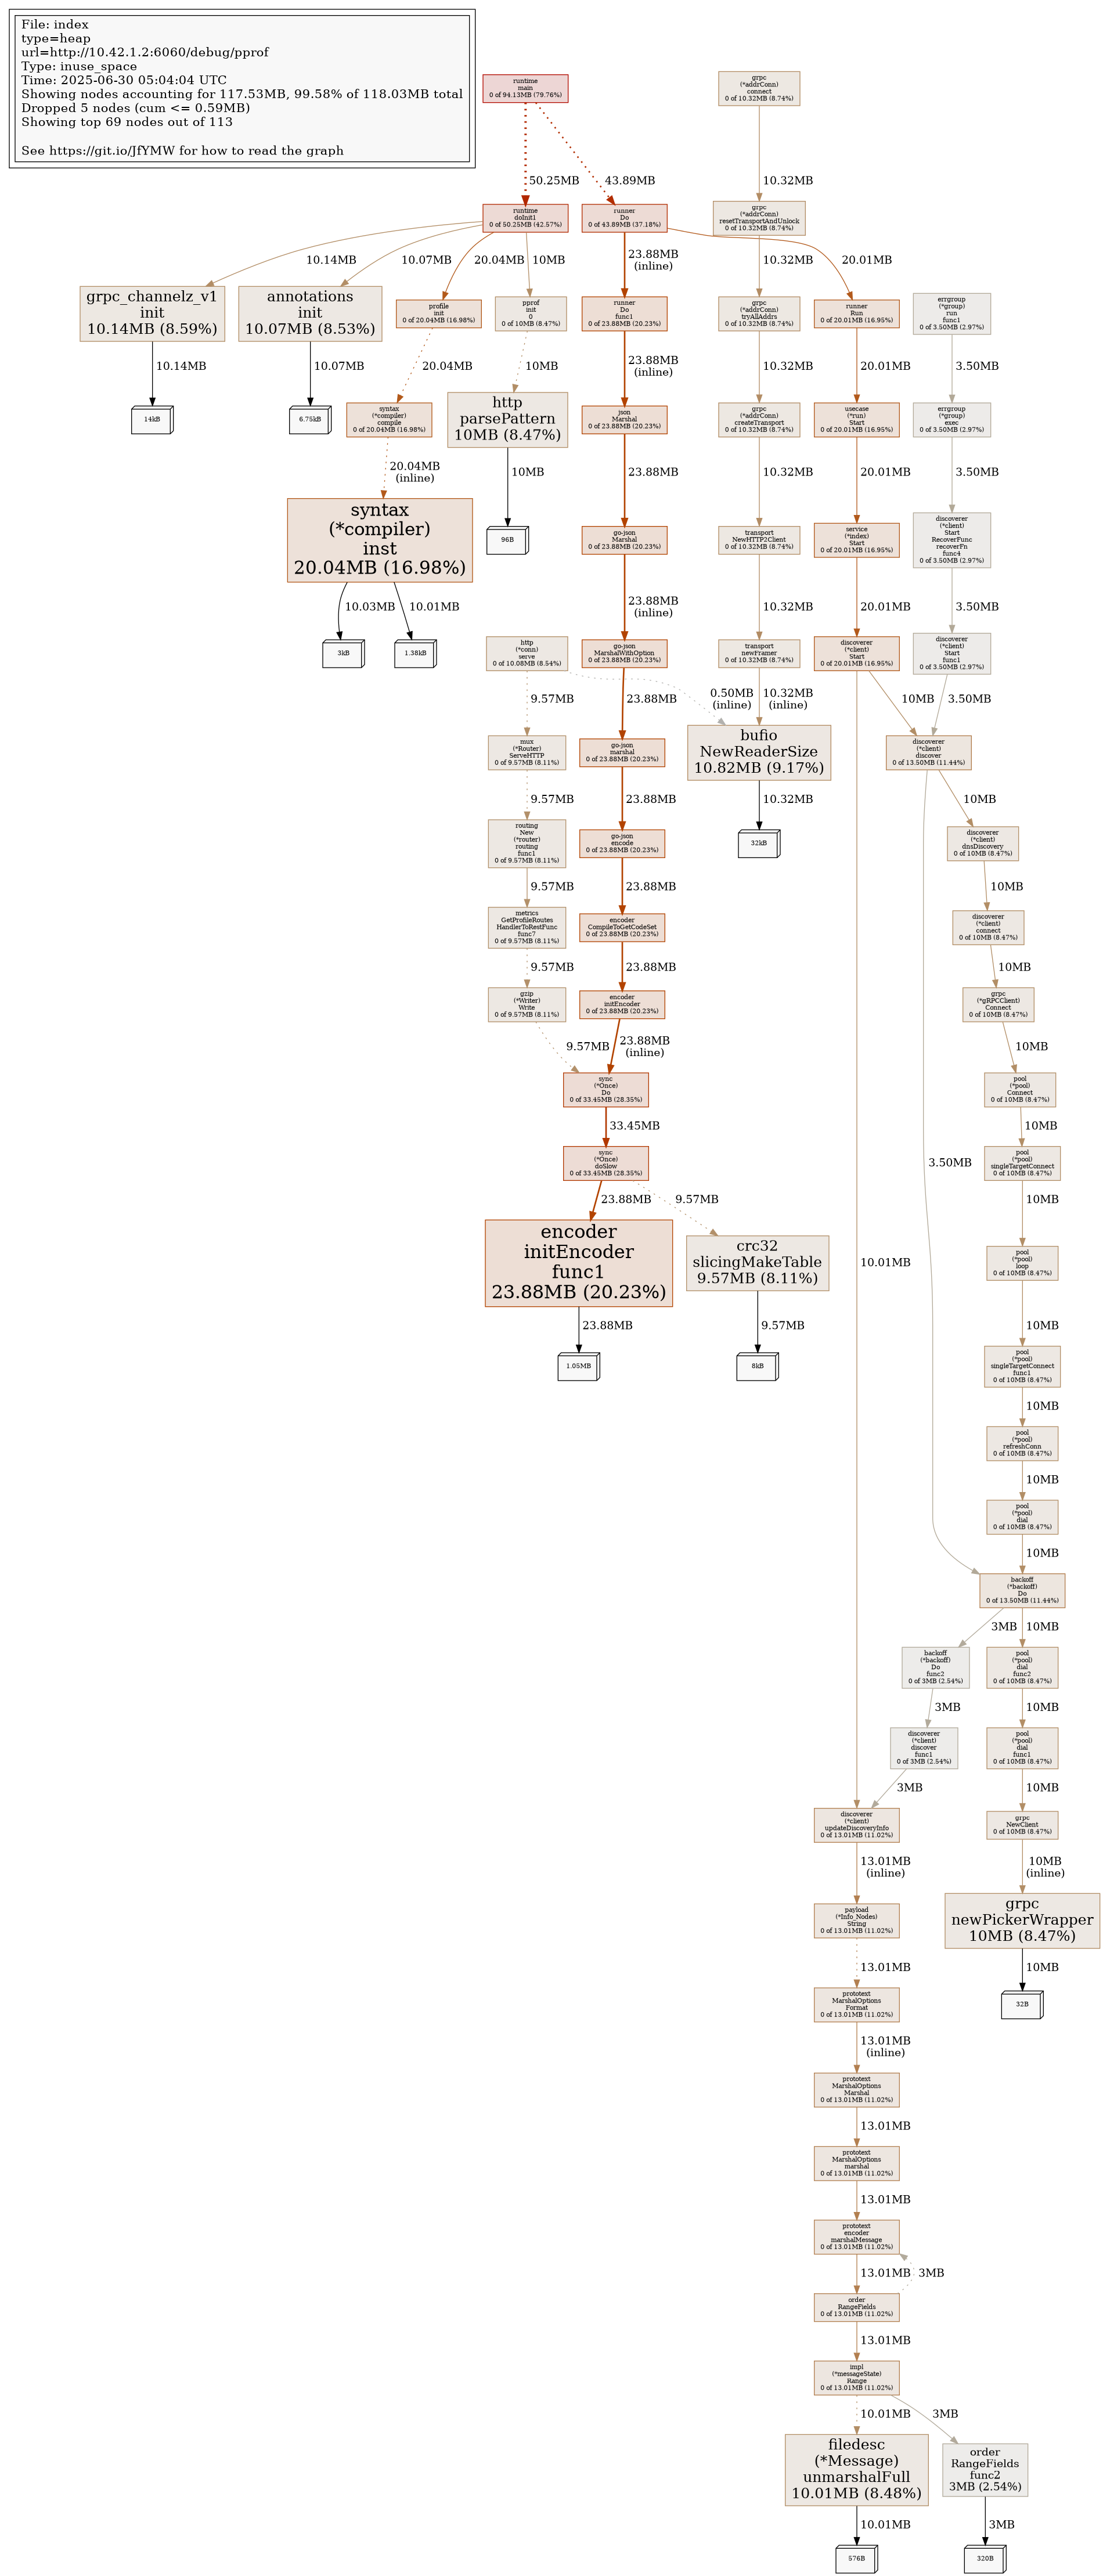 File: index
type=heap
url=http://10.42.1.2:6060/debug/pprof
Type: inuse_space
Time: 2025-06-30 05:04:04 UTC
Showing nodes accounting for 117.53MB, 99.58% of 118.03MB total
Dropped 5 nodes (cum <= 0.59MB)
Showing top 69 nodes out of 113
See https://git.io/JfYMW for how to read the graph
runtime
main
0 of 94.13MB (79.76%)
grpc
(*addrConn)
connect
0 of 10.32MB (8.74%)
50.25MB
43.89MB
10.32MB
runtime
doInit1
0 of 50.25MB (42.57%)
runner
Do
0 of 43.89MB (37.18%)
grpc
(*addrConn)
resetTransportAndUnlock
0 of 10.32MB (8.74%)
10.14MB
10.07MB
20.04MB
10MB
23.88MB
(inline)
10.32MB
20.01MB
grpc_channelz_v1
init
10.14MB (8.59%)
annotations
init
10.07MB (8.53%)
profile
init
0 of 20.04MB (16.98%)
pprof
init
0
0 of 10MB (8.47%)
runner
Do
func1
0 of 23.88MB (20.23%)
grpc
(*addrConn)
tryAllAddrs
0 of 10.32MB (8.74%)
runner
Run
0 of 20.01MB (16.95%)
errgroup
(*group)
run
func1
0 of 3.50MB (2.97%)
10.14MB
10.07MB
20.04MB
10MB
23.88MB
(inline)
10.32MB
20.01MB
3.50MB
14kB
6.75kB
syntax
(*compiler)
compile
0 of 20.04MB (16.98%)
http
parsePattern
10MB (8.47%)
json
Marshal
0 of 23.88MB (20.23%)
grpc
(*addrConn)
createTransport
0 of 10.32MB (8.74%)
usecase
(*run)
Start
0 of 20.01MB (16.95%)
errgroup
(*group)
exec
0 of 3.50MB (2.97%)
20.04MB
(inline)
10MB
23.88MB
10.32MB
20.01MB
3.50MB
syntax
(*compiler)
inst
20.04MB (16.98%)
96B
go-json
Marshal
0 of 23.88MB (20.23%)
transport
NewHTTP2Client
0 of 10.32MB (8.74%)
service
(*index)
Start
0 of 20.01MB (16.95%)
discoverer
(*client)
Start
RecoverFunc
recoverFn
func4
0 of 3.50MB (2.97%)
10.03MB
10.01MB
23.88MB
(inline)
10.32MB
20.01MB
3.50MB
3kB
1.38kB
http
(*conn)
serve
0 of 10.08MB (8.54%)
go-json
MarshalWithOption
0 of 23.88MB (20.23%)
transport
newFramer
0 of 10.32MB (8.74%)
discoverer
(*client)
Start
0 of 20.01MB (16.95%)
discoverer
(*client)
Start
func1
0 of 3.50MB (2.97%)
9.57MB
23.88MB
0.50MB
(inline)
10.32MB
(inline)
10MB
3.50MB
mux
(*Router)
ServeHTTP
0 of 9.57MB (8.11%)
go-json
marshal
0 of 23.88MB (20.23%)
bufio
NewReaderSize
10.82MB (9.17%)
discoverer
(*client)
discover
0 of 13.50MB (11.44%)
9.57MB
23.88MB
10.32MB
10MB
routing
New
(*router)
routing
func1
0 of 9.57MB (8.11%)
go-json
encode
0 of 23.88MB (20.23%)
32kB
discoverer
(*client)
dnsDiscovery
0 of 10MB (8.47%)
9.57MB
23.88MB
10MB
metrics
GetProfileRoutes
HandlerToRestFunc
func7
0 of 9.57MB (8.11%)
encoder
CompileToGetCodeSet
0 of 23.88MB (20.23%)
discoverer
(*client)
connect
0 of 10MB (8.47%)
9.57MB
23.88MB
10MB
gzip
(*Writer)
Write
0 of 9.57MB (8.11%)
encoder
initEncoder
0 of 23.88MB (20.23%)
grpc
(*gRPCClient)
Connect
0 of 10MB (8.47%)
9.57MB
23.88MB
(inline)
10MB
sync
(*Once)
Do
0 of 33.45MB (28.35%)
pool
(*pool)
Connect
0 of 10MB (8.47%)
33.45MB
10MB
sync
(*Once)
doSlow
0 of 33.45MB (28.35%)
3.50MB
pool
(*pool)
singleTargetConnect
0 of 10MB (8.47%)
23.88MB
9.57MB
10MB
encoder
initEncoder
func1
23.88MB (20.23%)
crc32
slicingMakeTable
9.57MB (8.11%)
10.01MB
pool
(*pool)
loop
0 of 10MB (8.47%)
23.88MB
9.57MB
10MB
1.05MB
8kB
pool
(*pool)
singleTargetConnect
func1
0 of 10MB (8.47%)
10MB
pool
(*pool)
refreshConn
0 of 10MB (8.47%)
10MB
pool
(*pool)
dial
0 of 10MB (8.47%)
10MB
backoff
(*backoff)
Do
0 of 13.50MB (11.44%)
3MB
10MB
backoff
(*backoff)
Do
func2
0 of 3MB (2.54%)
pool
(*pool)
dial
func2
0 of 10MB (8.47%)
3MB
10MB
discoverer
(*client)
discover
func1
0 of 3MB (2.54%)
pool
(*pool)
dial
func1
0 of 10MB (8.47%)
3MB
10MB
discoverer
(*client)
updateDiscoveryInfo
0 of 13.01MB (11.02%)
grpc
NewClient
0 of 10MB (8.47%)
13.01MB
(inline)
10MB
(inline)
payload
(*Info_Nodes)
String
0 of 13.01MB (11.02%)
grpc
newPickerWrapper
10MB (8.47%)
13.01MB
10MB
prototext
MarshalOptions
Format
0 of 13.01MB (11.02%)
32B
13.01MB
(inline)
prototext
MarshalOptions
Marshal
0 of 13.01MB (11.02%)
13.01MB
prototext
MarshalOptions
marshal
0 of 13.01MB (11.02%)
13.01MB
prototext
encoder
marshalMessage
0 of 13.01MB (11.02%)
13.01MB
3MB
order
RangeFields
0 of 13.01MB (11.02%)
13.01MB
impl
(*messageState)
Range
0 of 13.01MB (11.02%)
10.01MB
3MB
filedesc
(*Message)
unmarshalFull
10.01MB (8.48%)
order
RangeFields
func2
3MB (2.54%)
10.01MB
3MB
576B
320B